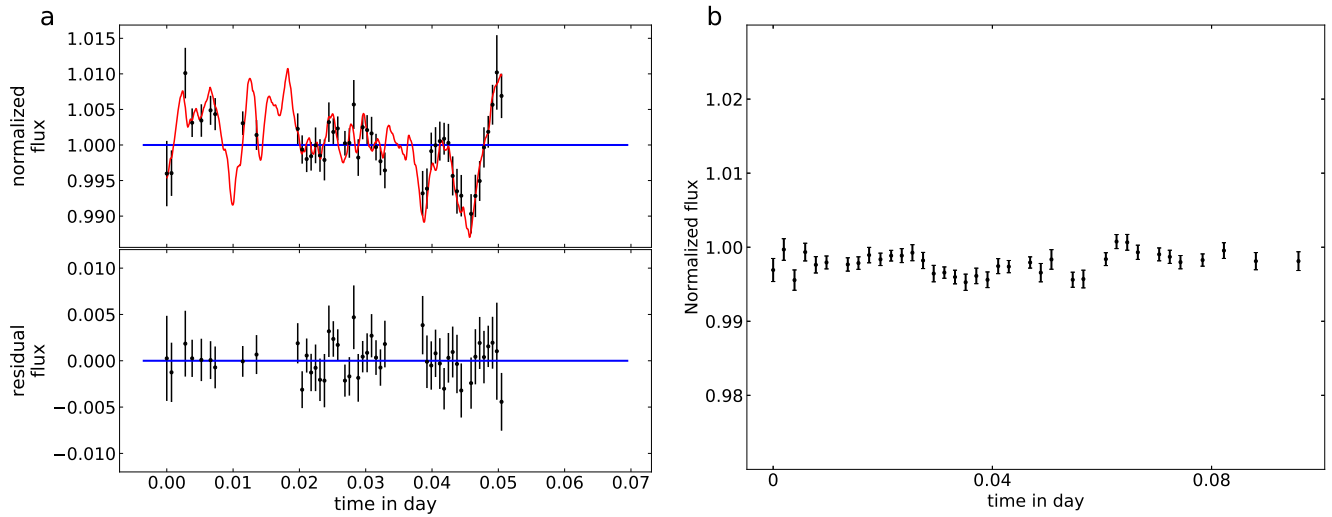 a
1.015
1.010
1.005
1.000
0.995
0.990
normalized
flux
0.010
0.005
0.000
−0.005
−0.010
residual
flux
0.00 0.01 0.02 0.03 0.04 0.05 0.06 0.07
time in day
b
1.02
1.00
0.99
0.98
Normalized flux
0 0.04 0.08
time in day